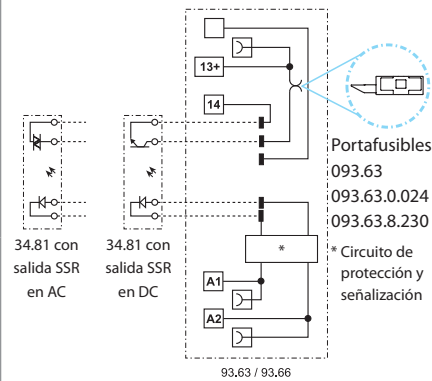 13+
14
Portafusibles
093.63
093.63.0.024
093.63.8.230
* Circuito de
protección y
señalización
34.81 con
salida SSR
en AC
34.81 con
salida SSR
en DC
*
A1
A2
93.63 / 93.66